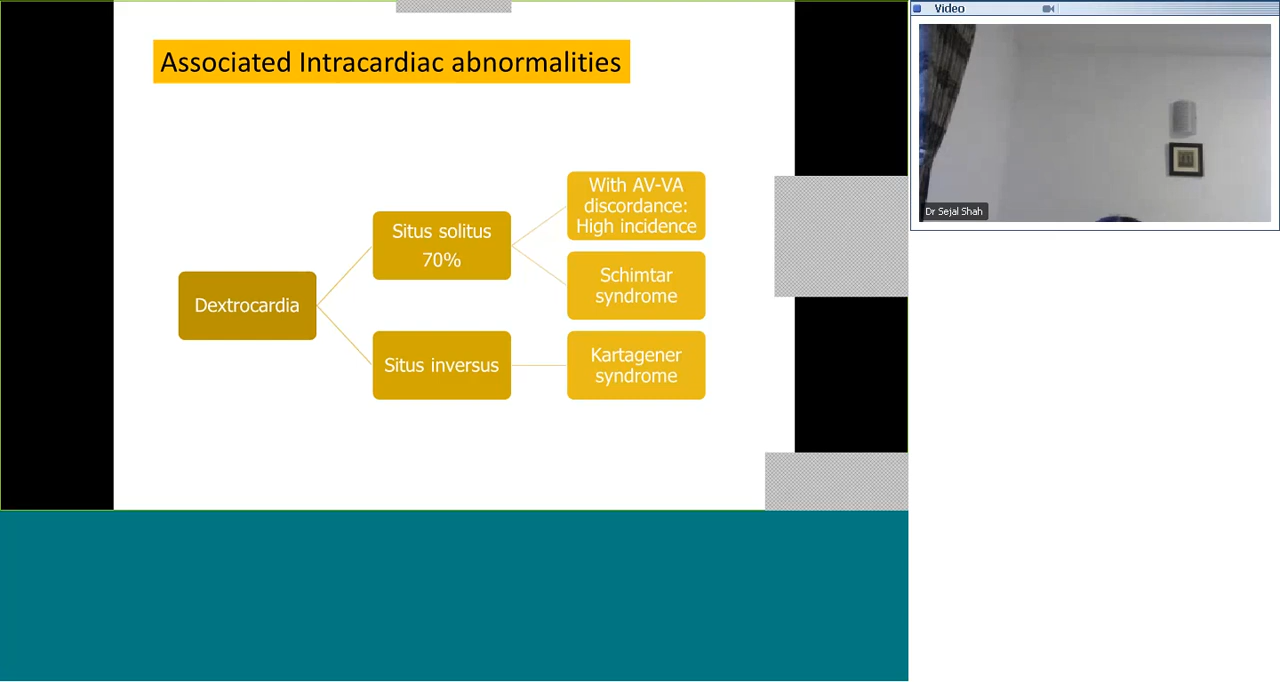 Associated Intracardiac abnormalities
Dextrocardia
Situs solitus
70%
With AV-VA
discordance:
High incidence
Schimtar
syndrome
Situs inversus
Kartagener
syndrome
Video
Dr Sejal Shah